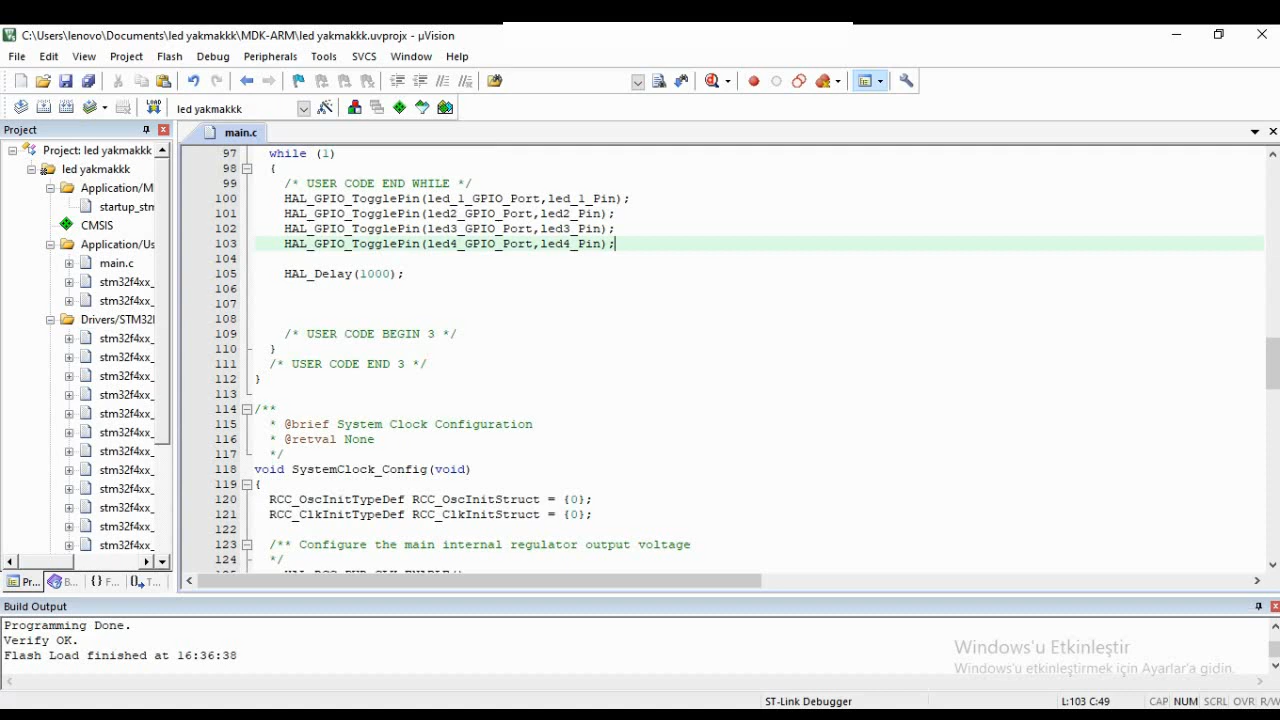 C:\Users\lenovo\Documents\led yakmakkk\MDK-ARM\led yakmakkk.uvprojx - µVision
File Edit View Project Flash Debug Peripherals Tools SVCS Window Help
LOAD led yakmakkk
Project
main.c
Project: led yakmakkk
led yakmakkk
Application/M
startup_stm
CMSIS
Application/Us
main.c
stm32f4xx_
stm32f4xx_
Drivers/STM32
stm32f4xx_
stm32f4xx_
stm32f4xx_
stm32f4xx_
stm32f4xx_
stm32f4xx_
stm32f4xx_
stm32f4xx_
stm32f4xx_
stm32f4xx_
stm32f4xx_
stm32f4xx_
Pr... B... {} F... T...
97 while (1)
98 {
99 /* USER CODE END WHILE */
100 HAL_GPIO_TogglePin(led_1_GPIO_Port,led_1_Pin);
101 HAL_GPIO_TogglePin(led2_GPIO_Port,led2_Pin);
102 HAL_GPIO_TogglePin(led3_GPIO_Port,led3_Pin);
103 HAL_GPIO_TogglePin(led4_GPIO_Port,led4_Pin);
104
105 HAL_Delay(1000);
106
107
108
109 /* USER CODE BEGIN 3 */
110 }
111 /* USER CODE END 3 */
112 }
113
114 /**
115 * @brief System Clock Configuration
116 * @retval None
117 */
118 void SystemClock_Config(void)
119 {
120 RCC_OscInitTypeDef RCC_OscInitStruct = {0};
121 RCC_ClkInitTypeDef RCC_ClkInitStruct = {0};
122
123 /** Configure the main internal regulator output voltage
124 */
Build Output
Programming Done.
Verify OK.
Flash Load finished at 16:36:38
Windows'u Etkinleştir
Windows'u etkinleştirmek için Ayarlar'a gidin.
ST-Link Debugger L:103 C:49 CAP NUM SCRL OVR R/W